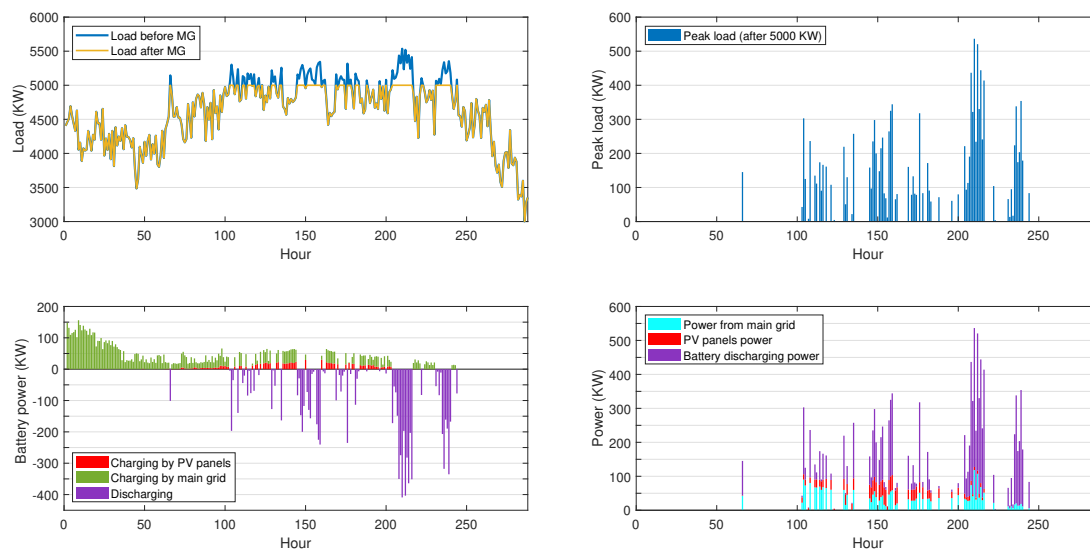 6000
5500
5000
4500
4000
3500
3000
Load (KW)
Load before MG
Load after MG
0 50 100 150 200 250
Hour
600
500
400
300
200
100
0
Peak load (KW)
Peak load (after 5000 KW)
0 50 100 150 200 250
Hour
200
100
0
-100
-200
-300
-400
Battery power (KW)
Charging by PV panels
Charging by main grid
Discharging
0 50 100 150 200 250
Hour
600
500
400
300
200
100
0
Power (KW)
Power from main grid
PV panels power
Battery discharging power
0 50 100 150 200 250
Hour